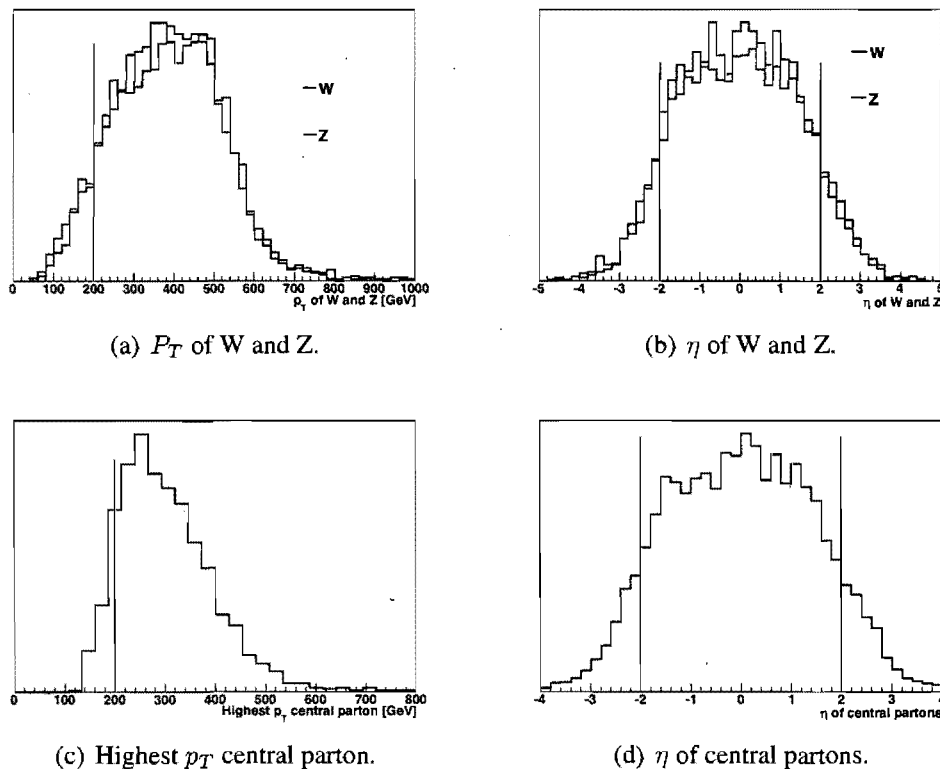 W
Z
0 100 200 300 400 500 600 700 800 900 1000
p_T of W and Z [GeV]
(a) P_T of W and Z.
W
Z
-5 -4 -3 -2 -1 0 1 2 3 4 5
η of W and Z
(b) η of W and Z.
0 100 200 300 400 500 600 700 800
Highest p_T central parton [GeV]
(c) Highest p_T central parton.
-4 -3 -2 -1 0 1 2 3 4
η of central partons
(d) η of central partons.